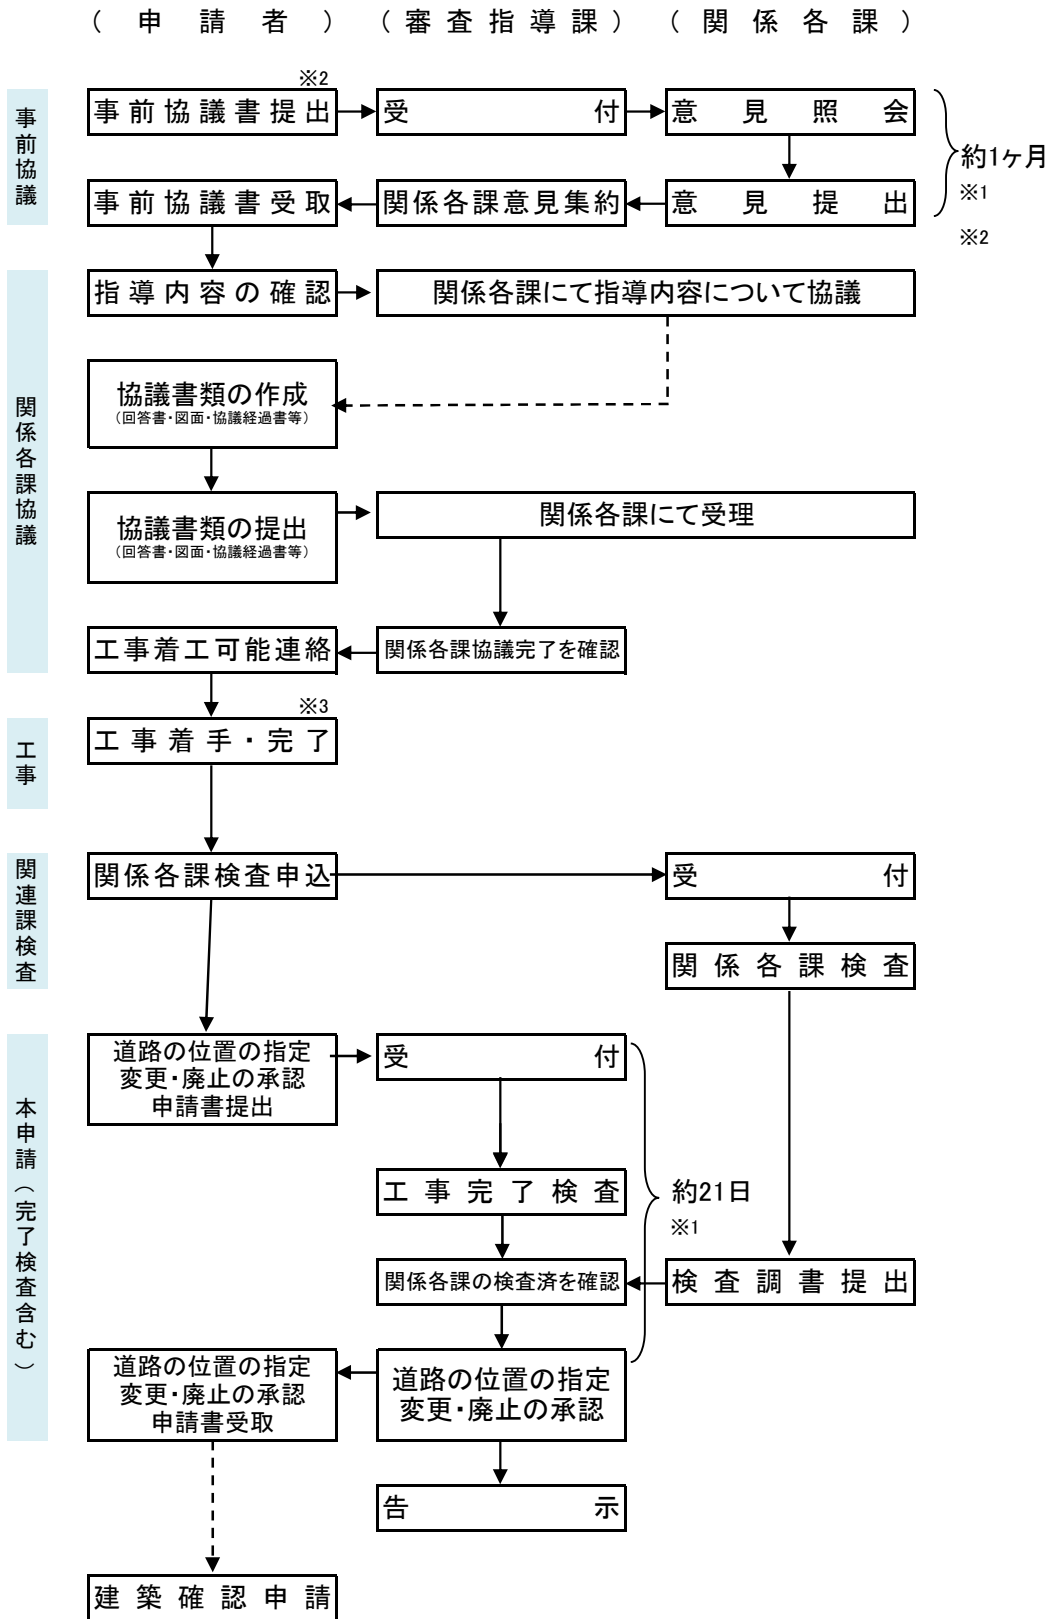 （申請者）（審査指導課）（関係各課）
※2
事前協議
事前協議書提出
受付
意見照会
約1ヶ月
※1
※2
事前協議書受取
関係各課意見集約
意見提出
関係各課協議
指導内容の確認
関係各課にて指導内容について協議
協議書類の作成
（回答書・図面・協議経過書等）
協議書類の提出
（回答書・図面・協議経過書等）
関係各課にて受理
工事着工可能連絡
関係各課協議完了を確認
※3
工事
工事着手・完了
関連課検査
関係各課検査申込
受付
関係各課検査
本申請（完了検査含む）
道路の位置の指定
変更・廃止の承認
申請書提出
受付
工事完了検査
約21日
※1
関係各課の検査済を確認
検査調書提出
道路の位置の指定
変更・廃止の承認
申請書受取
道路の位置の指定
変更・廃止の承認
告示
建築確認申請